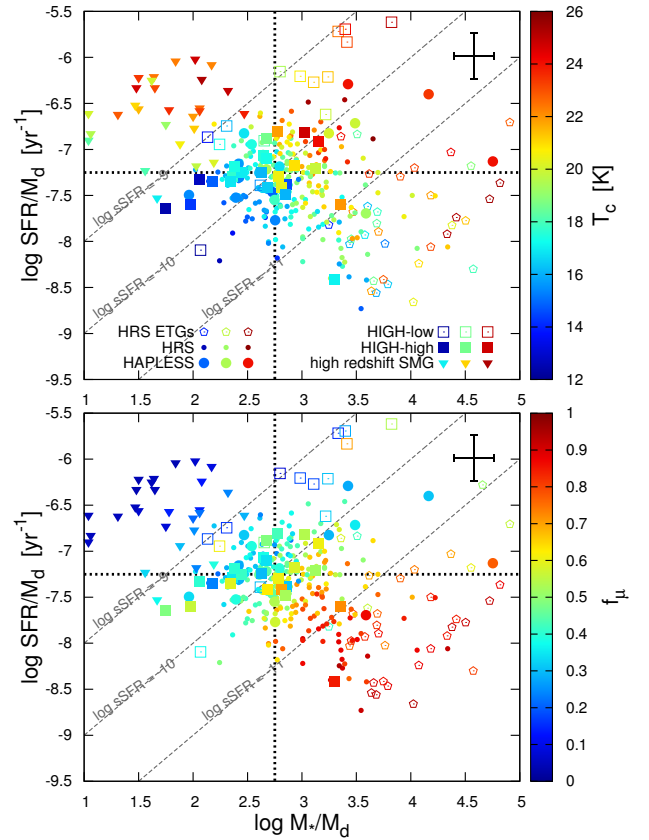 -5.5
-6
-6.5
-7
-7.5
-8
-8.5
-9
-9.5
log SFR/M_d [yr^-1]
log sSFR = -9
log sSFR = -10
log sSFR = -11
HRS ETGs
HRS
HAPLESS
HIGH-low
HIGH-high
high redshift SMG
1 1.5 2 2.5 3 3.5 4 4.5 5
26
24
22
20
18
16
14
12
T_c [K]
-5.5
-6
-6.5
-7
-7.5
-8
-8.5
-9
-9.5
log SFR/M_d [yr^-1]
log sSFR = -9
log sSFR = -10
log sSFR = -11
1 1.5 2 2.5 3 3.5 4 4.5 5
log M_*/M_d
1
0.9
0.8
0.7
0.6
0.5
0.4
0.3
0.2
0.1
0
f_μ